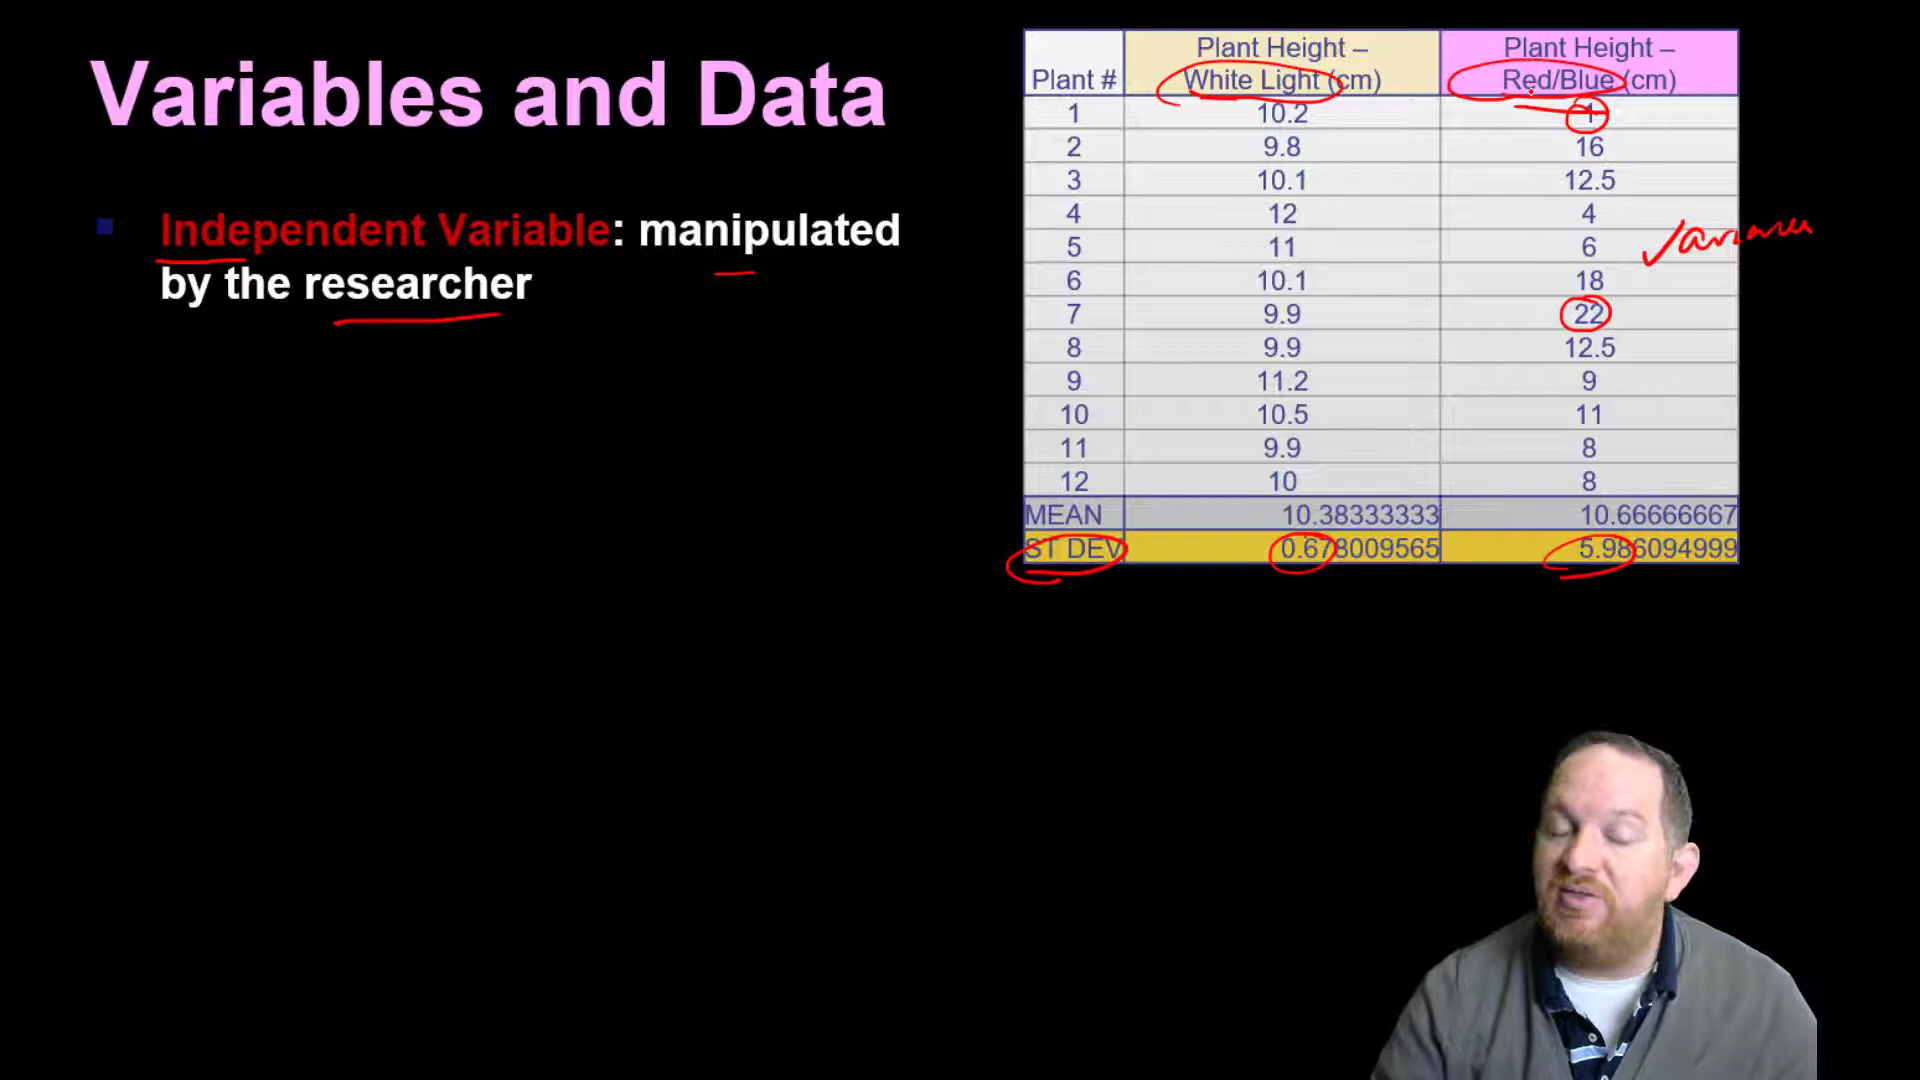 Variables and Data
Independent Variable: manipulated
by the researcher
Plant # Plant Height – White Light (cm) Plant Height – Red/Blue (cm)
1 10.2 1
2 9.8 16
3 10.1 12.5
4 12 4
5 11 6
6 10.1 18
7 9.9 22
8 9.9 12.5
9 11.2 9
10 10.5 11
11 9.9 8
12 10 8
MEAN 10.38333333 10.66666667
ST DEV 0.678009565 5.986094999